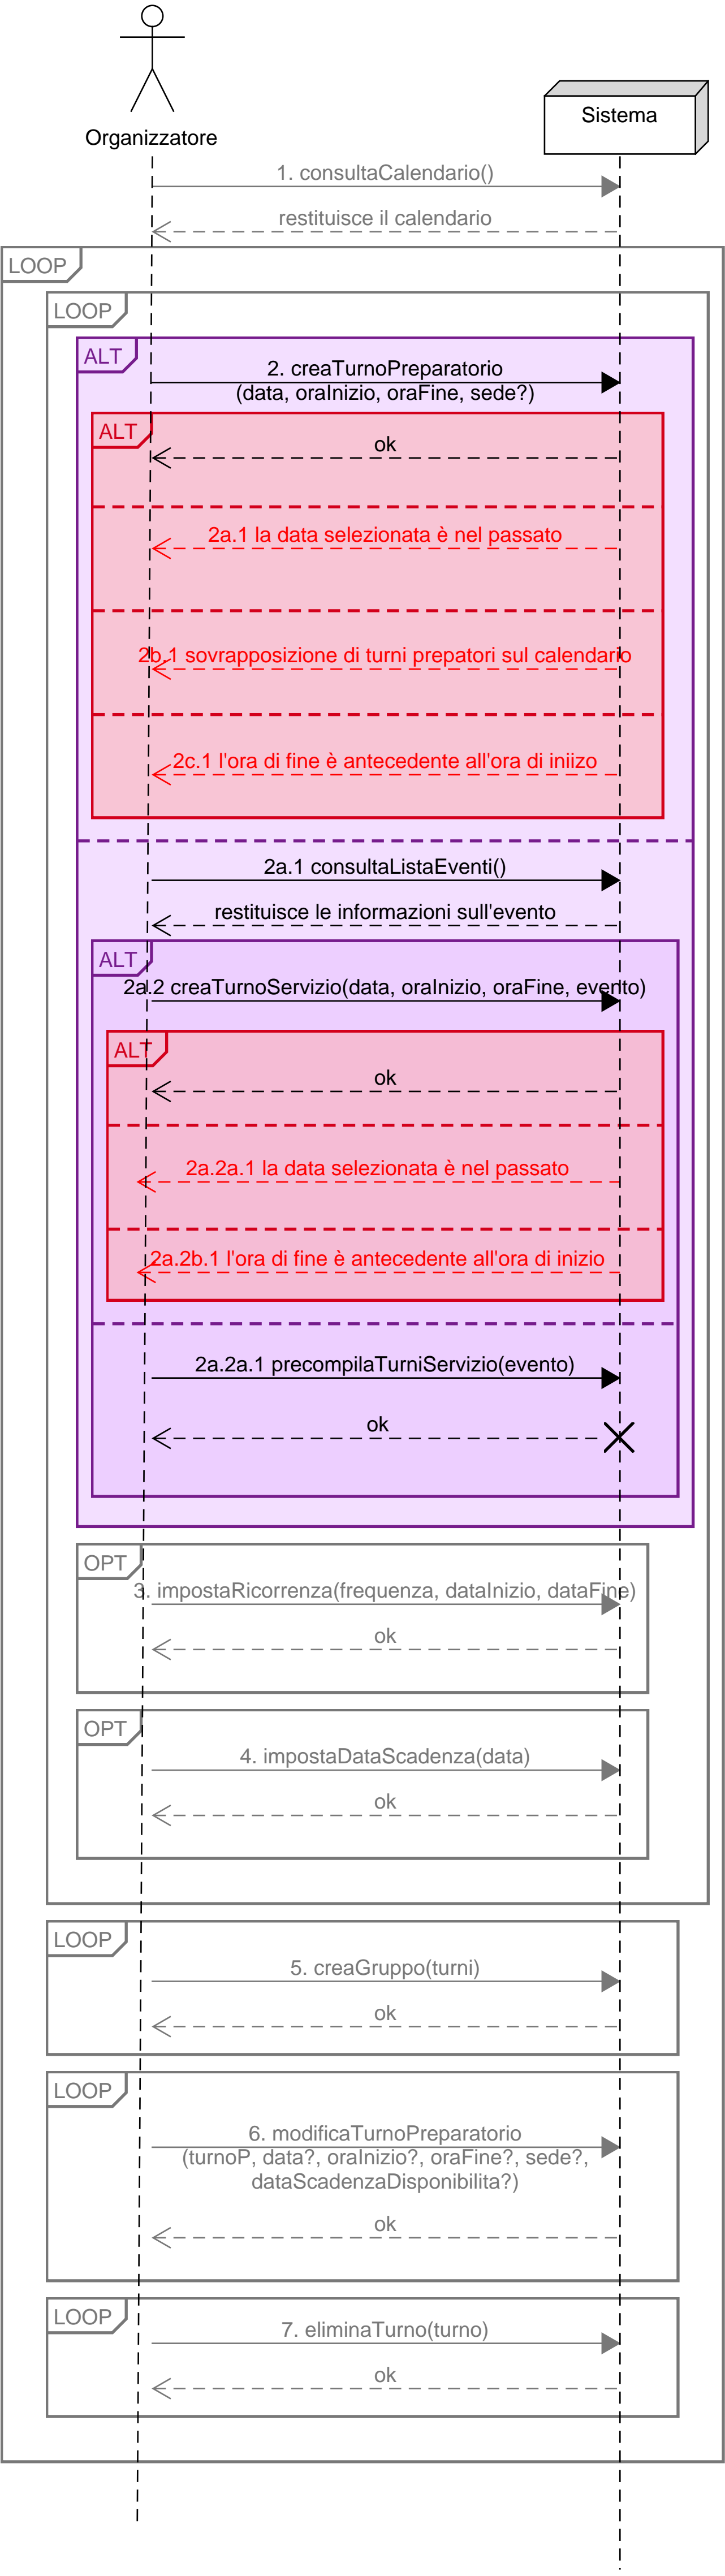 Organizzatore
Sistema
1. consultaCalendario()
restituisce il calendario
LOOP
LOOP
ALT
2. creaTurnoPreparatorio
(data, oraInizio, oraFine, sede?)
ALT
ok
2a.1 la data selezionata è nel passato
2b.1 sovrapposizione di turni prepatori sul calendario
2c.1 l'ora di fine è antecedente all'ora di iniizo
2a.1 consultaListaEventi()
restituisce le informazioni sull'evento
ALT
2a.2 creaTurnoServizio(data, oraInizio, oraFine, evento)
ALT
ok
2a.2a.1 la data selezionata è nel passato
2a.2b.1 l'ora di fine è antecedente all'ora di inizio
2a.2a.1 precompilaTurniServizio(evento)
ok
OPT
3. impostaRicorrenza(frequenza, dataInizio, dataFine)
ok
OPT
4. impostaDataScadenza(data)
ok
LOOP
5. creaGruppo(turni)
ok
LOOP
6. modificaTurnoPreparatorio
(turnoP, data?, oraInizio?, oraFine?, sede?,
dataScadenzaDisponibilita?)
ok
LOOP
7. eliminaTurno(turno)
ok